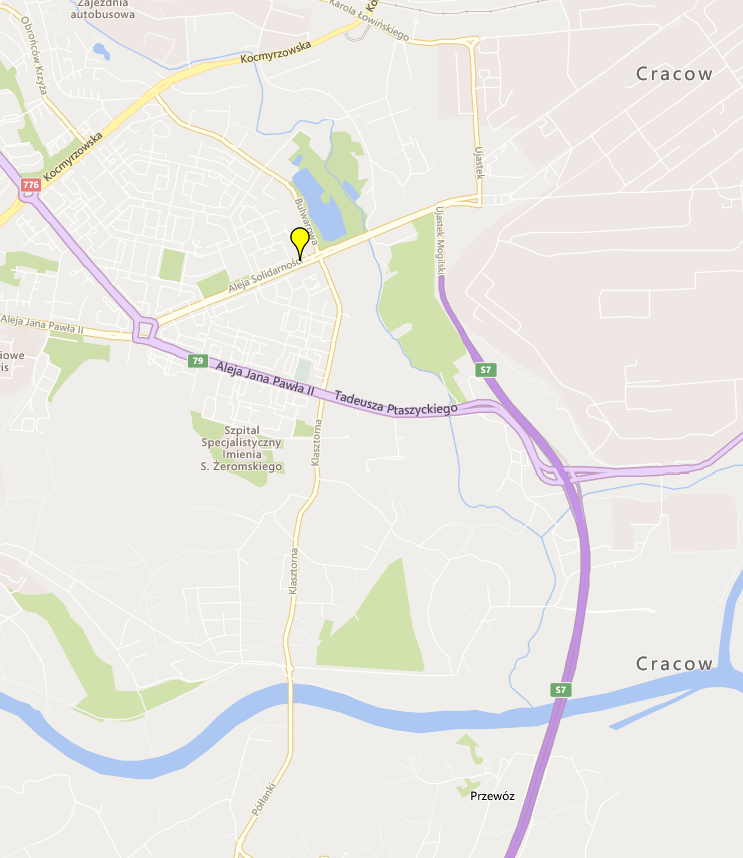 Zajezdnia
autobusowa
Karola Łowińskiego
Obrońców Krzyża
Kocmyrzowska
Cracow
Kocmyrzowska
Ujastek
776
Bulwarowa
Ujastek Mogilski
Aleja Solidarności
Aleja Jana Pawła II
79
Aleja Jana Pawła II
S7
Tadeusza Ptaszyckiego
Szpital
Specjalistyczny
Imienia
S. Żeromskiego
Klasztorna
Klasztorna
Cracow
S7
Półłanki
Przewóz